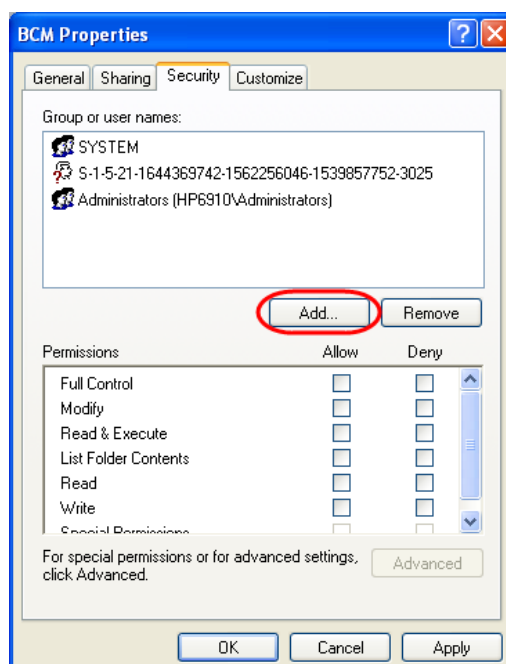 BCM Properties
General Sharing Security Customize
Group or user names:
SYSTEM
S-1-5-21-1644369742-1562256046-1539857752-3025
Administrators (HP6910\Administrators)
Add... Remove
Permissions Allow Deny
Full Control
Modify
Read & Execute
List Folder Contents
Read
Write
Special Permissions
For special permissions or for advanced settings,
click Advanced.
Advanced
OK Cancel Apply